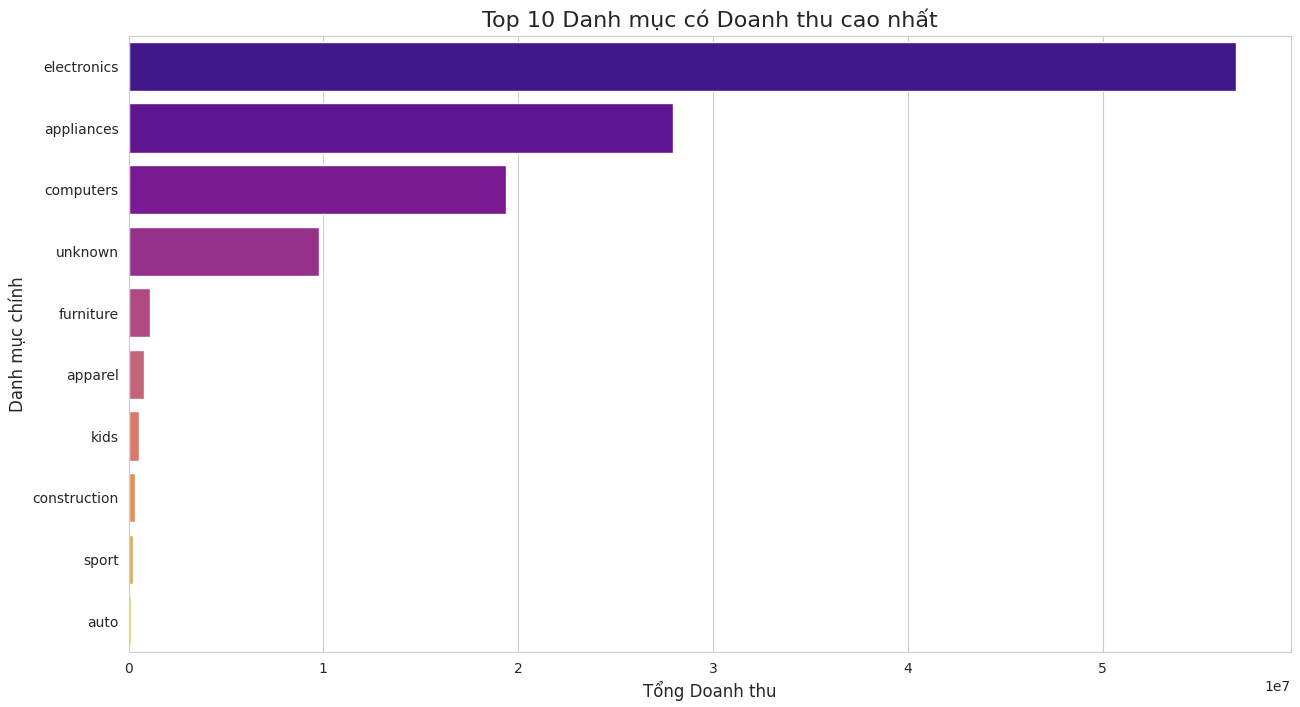 Top 10 Danh mục có Doanh thu cao nhất
Danh mục chính
electronics
appliances
computers
unknown
furniture
apparel
kids
construction
sport
auto
0 1 2 3 4 5
1e7
Tổng Doanh thu